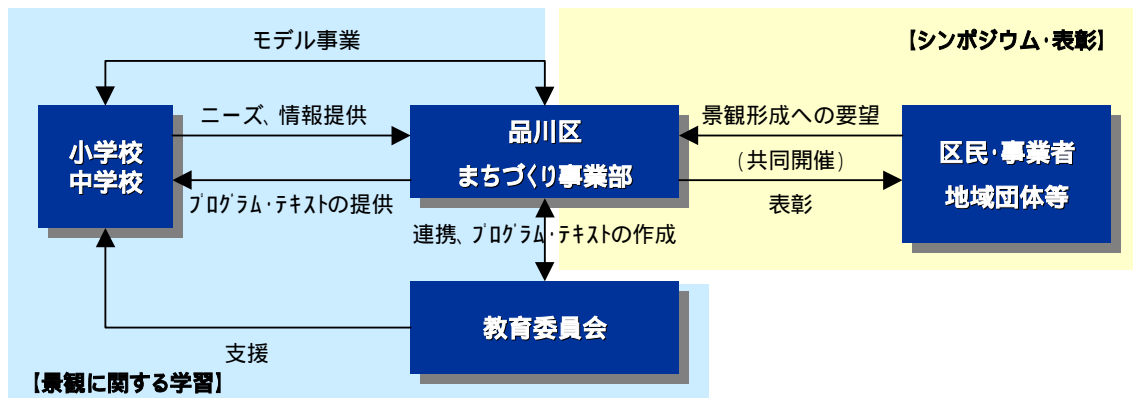 モデル事業
【シンポジウム・表彰】
ニーズ、情報提供
小学校
中学校
ﾌﾟﾛｸﾞﾗﾑ・ﾃｷｽﾄの提供
品川区
まちづくり事業部
景観形成への要望
(共同開催)
表彰
区民・事業者
地域団体等
連携、ﾌﾟﾛｸﾞﾗﾑ・ﾃｷｽﾄの作成
教育委員会
支援
【景観に関する学習】